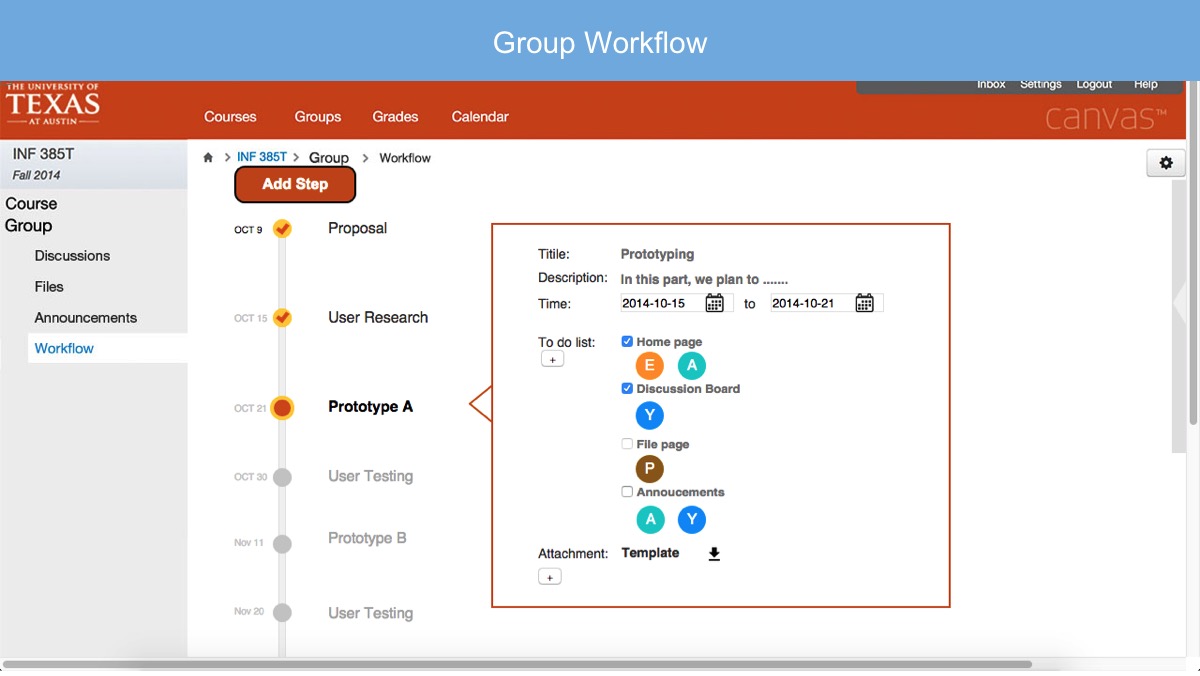 Group Workflow
THE UNIVERSITY OF
TEXAS
AT AUSTIN
Courses Groups Grades Calendar
Inbox Settings Logout Help
canvas™
INF 385T
Fall 2014
Course
Group
Discussions
Files
Announcements
Workflow
> INF 385T > Group > Workflow
Add Step
OCT 9 Proposal
OCT 15 User Research
OCT 21 Prototype A
OCT 30 User Testing
Nov 11 Prototype B
Nov 20 User Testing
Titile: Prototyping
Description: In this part, we plan to .......
Time: 2014-10-15 to 2014-10-21
To do list: Home page
+
E A
Discussion Board
Y
File page
P
Annoucements
A Y
Attachment: Template
+